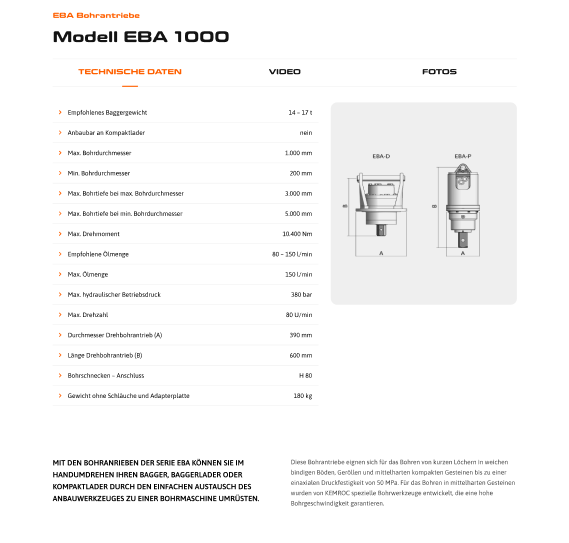 EBA Bohrantriebe
Modell EBA 1000
TECHNISCHE DATEN
VIDEO
FOTOS
Empfohlenes Baggergewicht 14 – 17 t
Anbaubar an Kompaktlader nein
Max. Bohrdurchmesser 1.000 mm
Min. Bohrdurchmesser 200 mm
Max. Bohrtiefe bei max. Bohrdurchmesser 3.000 mm
Max. Bohrtiefe bei min. Bohrdurchmesser 5.000 mm
Max. Drehmoment 10.400 Nm
Empfohlene Ölmenge 80 – 150 l/min
Max. Ölmenge 150 l/min
Max. hydraulischer Betriebsdruck 380 bar
Max. Drehzahl 80 U/min
Durchmesser Drehbohrantrieb (A) 390 mm
Länge Drehbohrantrieb (B) 600 mm
Bohrschnecken – Anschluss H 80
Gewicht ohne Schläuche und Adapterplatte 180 kg
EBA-D
EBA-P
B
A
B
B
A
MIT DEN BOHRANRIEBEN DER SERIE EBA KÖNNEN SIE IM
HANDUMDREHEN IHREN BAGGER, BAGGERLADER ODER
KOMPAKTLADER DURCH DEN EINFACHEN AUSTAUSCH DES
ANBAUWERKZEUGES ZU EINER BOHRMASCHINE UMRÜSTEN.
Diese Bohrantriebe eignen sich für das Bohren von kurzen Löchern in weichen
bindigen Böden, Geröllen und mittelharten kompakten Gesteinen bis zu einer
einaxialen Druckfestigkeit von 50 MPa. Für das Bohren in mittelharten Gesteinen
wurden von KEMROC spezielle Bohrwerkzeuge entwickelt, die eine hohe
Bohrgeschwindigkeit garantieren.